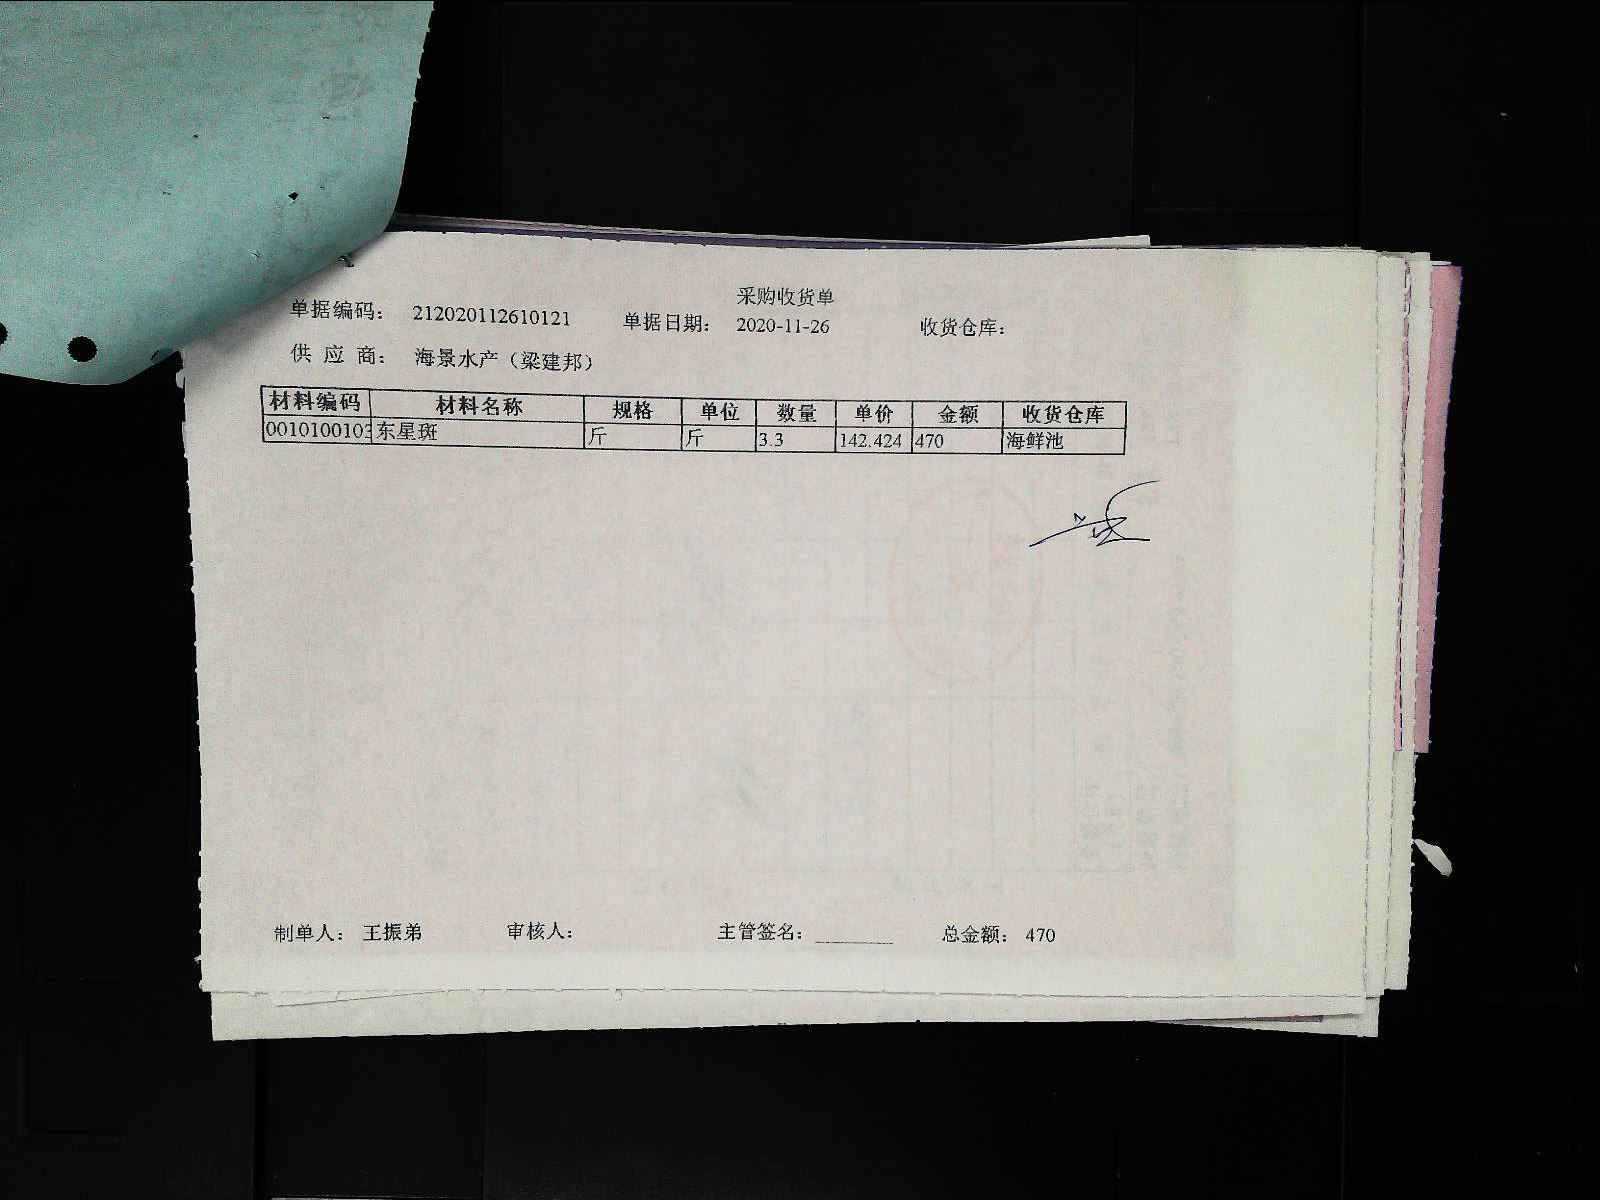 采购收货单
单据编码： 212020112610121 单据日期： 2020-11-26 收货仓库：
供 应 商： 海景水产（梁建邦）
材料编码 材料名称 规格 单位 数量 单价 金额 收货仓库
0010100103 东星斑 斤 斤 3.3 142.424 470 海鲜池
制单人： 王振弟 审核人： 主管签名： 总金额： 470